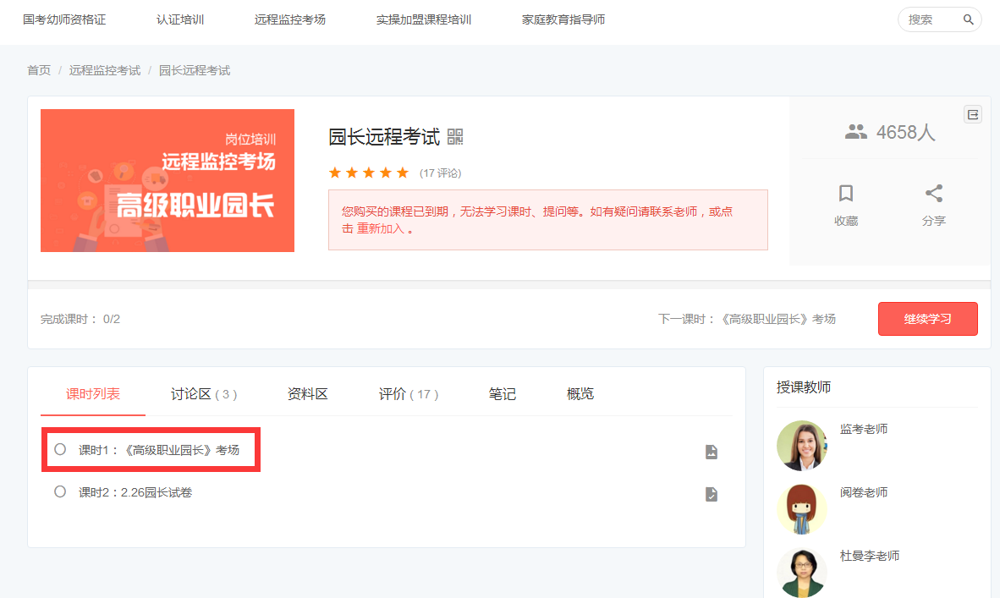 国考幼师资格证 认证培训 远程监控考场 实操加盟课程培训 家庭教育指导师 搜索
首页 / 远程监控考试 / 园长远程考试
岗位培训
远程监控考场
高级职业园长
园长远程考试
(17 评论)
您购买的课程已到期，无法学习课时、提问等。如有疑问请联系老师，或点
击 重新加入 。
4658人
收藏 分享
完成课时： 0/2 下一课时：《高级职业园长》考场 继续学习
课时列表 讨论区 ( 3 ) 资料区 评价 ( 17 ) 笔记 概览
课时1：《高级职业园长》考场
课时2：2.26园长试卷
授课教师
监考老师
阅卷老师
杜曼李老师